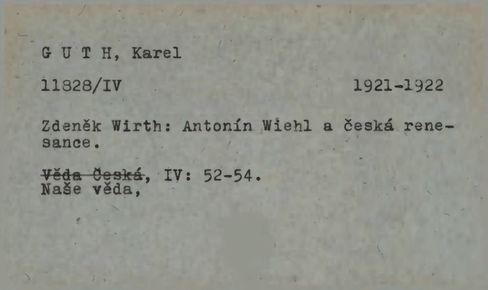 G U T H, Karel
11828/IV 1921-1922
Zdeněk Wirth: Antonín Wiehl a česká rene-
sance.
Věda Česká, IV: 52-54.
Naše věda,